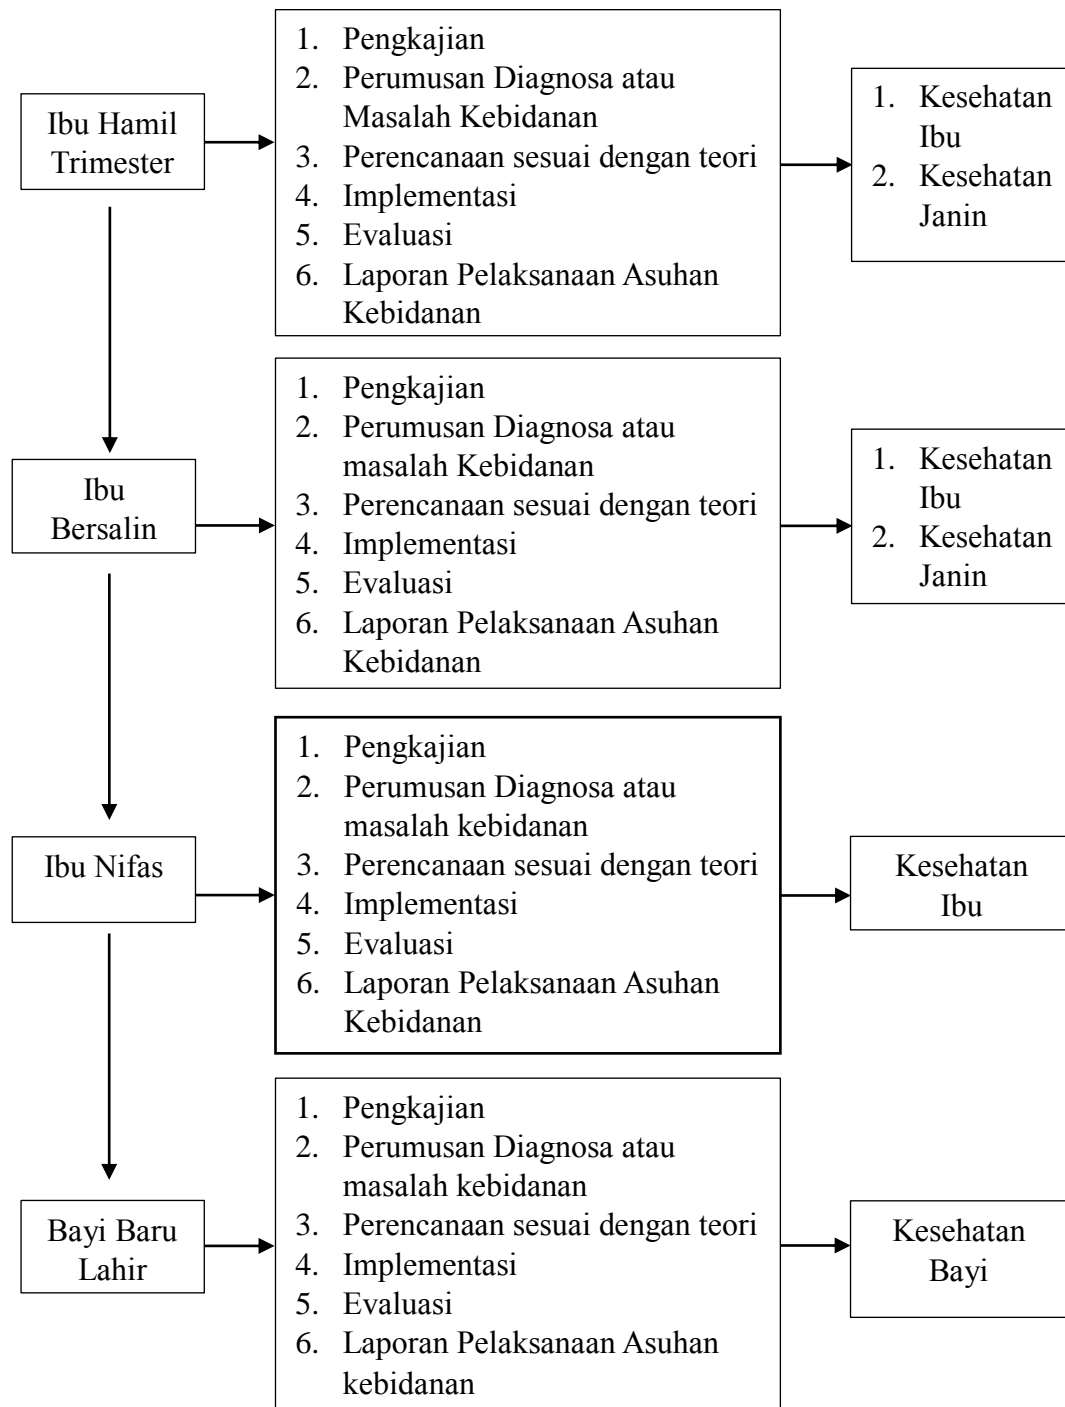 Ibu Hamil
Trimester
1. Pengkajian
2. Perumusan Diagnosa atau
Masalah Kebidanan
3. Perencanaan sesuai dengan teori
4. Implementasi
5. Evaluasi
6. Laporan Pelaksanaan Asuhan
Kebidanan
1. Kesehatan
Ibu
2. Kesehatan
Janin
Ibu
Bersalin
1. Pengkajian
2. Perumusan Diagnosa atau
masalah Kebidanan
3. Perencanaan sesuai dengan teori
4. Implementasi
5. Evaluasi
6. Laporan Pelaksanaan Asuhan
Kebidanan
1. Kesehatan
Ibu
2. Kesehatan
Janin
Ibu Nifas
1. Pengkajian
2. Perumusan Diagnosa atau
masalah kebidanan
3. Perencanaan sesuai dengan teori
4. Implementasi
5. Evaluasi
6. Laporan Pelaksanaan Asuhan
Kebidanan
Kesehatan
Ibu
Bayi Baru
Lahir
1. Pengkajian
2. Perumusan Diagnosa atau
masalah kebidanan
3. Perencanaan sesuai dengan teori
4. Implementasi
5. Evaluasi
6. Laporan Pelaksanaan Asuhan
kebidanan
Kesehatan
Bayi